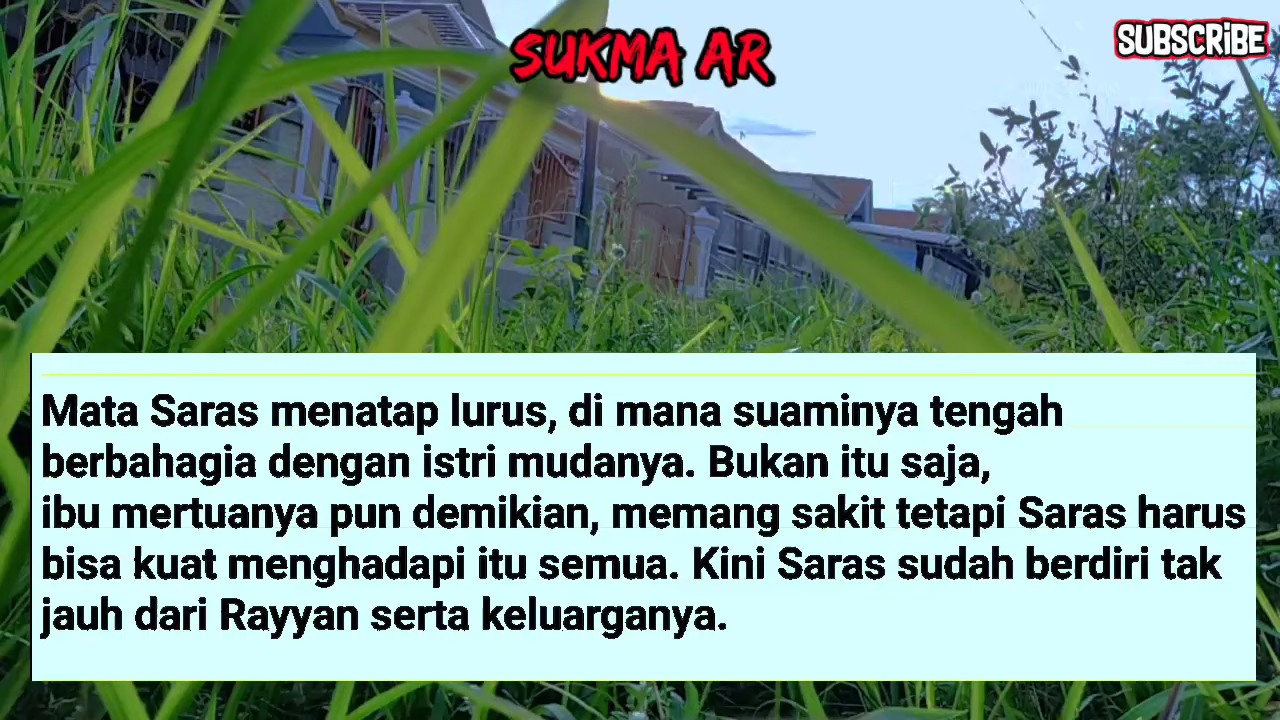 SUKMA AR
SUBSCRiBE
Mata Saras menatap lurus, di mana suaminya tengah
berbahagia dengan istri mudanya. Bukan itu saja,
ibu mertuanya pun demikian, memang sakit tetapi Saras harus
bisa kuat menghadapi itu semua. Kini Saras sudah berdiri tak
jauh dari Rayyan serta keluarganya.